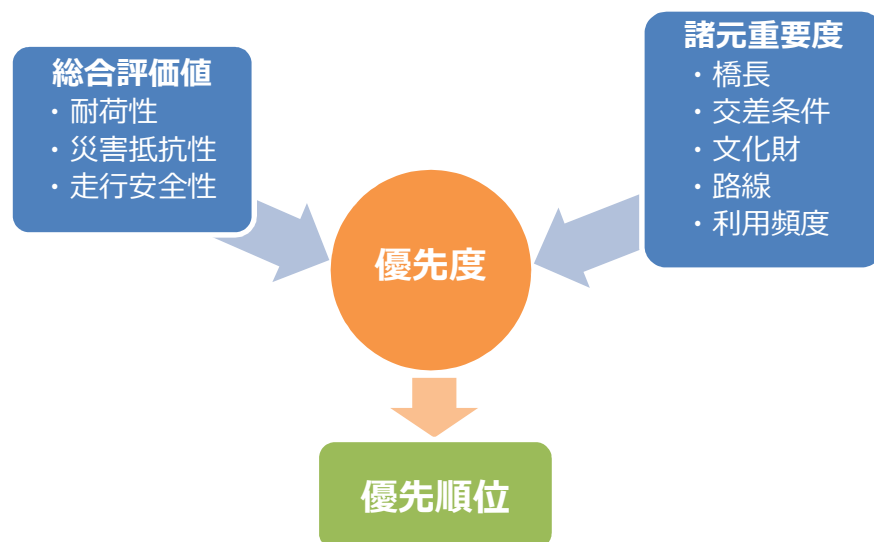 総合評価値
・耐荷性
・災害抵抗性
・走行安全性
諸元重要度
・橋長
・交差条件
・文化財
・路線
・利用頻度
優先度
優先順位